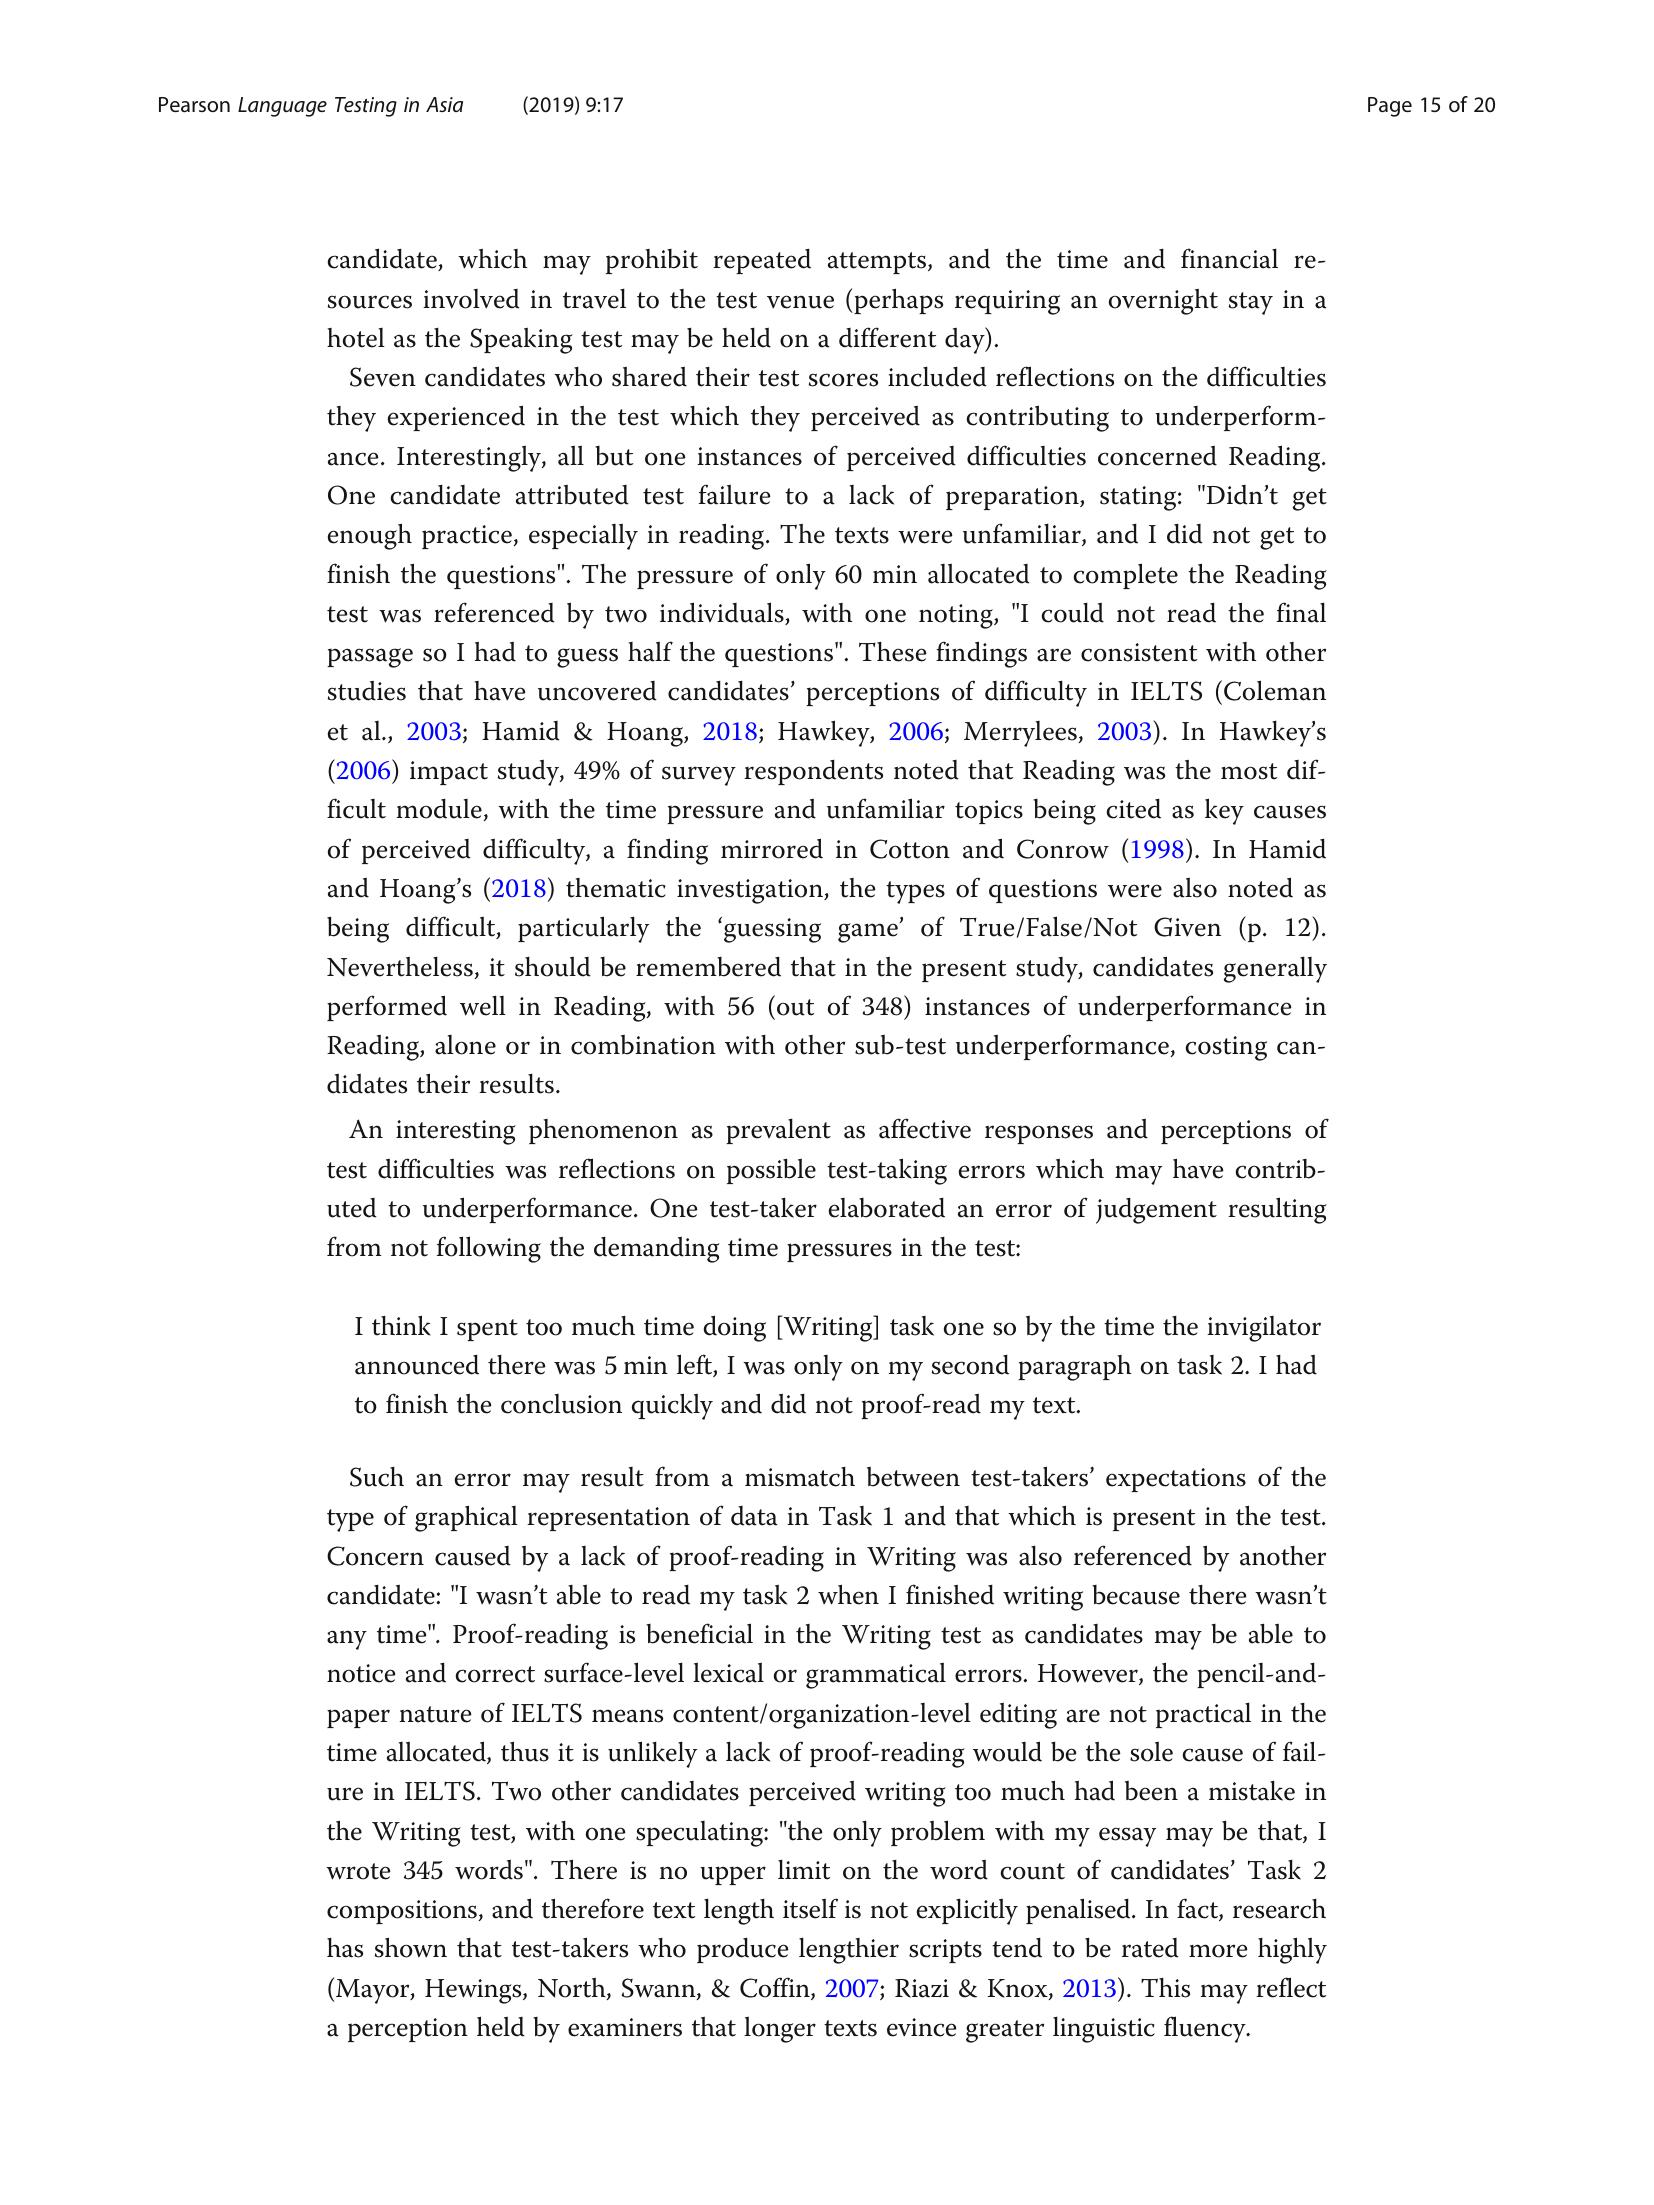 Pearson Language Testing in Asia (2019) 9:17 Page 15 of 20
candidate, which may prohibit repeated attempts, and the time and financial re-
sources involved in travel to the test venue (perhaps requiring an overnight stay in a
hotel as the Speaking test may be held on a different day).
Seven candidates who shared their test scores included reflections on the difficulties
they experienced in the test which they perceived as contributing to underperform-
ance. Interestingly, all but one instances of perceived difficulties concerned Reading.
One candidate attributed test failure to a lack of preparation, stating: "Didn’t get
enough practice, especially in reading. The texts were unfamiliar, and I did not get to
finish the questions". The pressure of only 60 min allocated to complete the Reading
test was referenced by two individuals, with one noting, "I could not read the final
passage so I had to guess half the questions". These findings are consistent with other
studies that have uncovered candidates’ perceptions of difficulty in IELTS (Coleman
et al., 2003; Hamid & Hoang, 2018; Hawkey, 2006; Merrylees, 2003). In Hawkey’s
(2006) impact study, 49% of survey respondents noted that Reading was the most dif-
ficult module, with the time pressure and unfamiliar topics being cited as key causes
of perceived difficulty, a finding mirrored in Cotton and Conrow (1998). In Hamid
and Hoang’s (2018) thematic investigation, the types of questions were also noted as
being difficult, particularly the ‘guessing game’ of True/False/Not Given (p. 12).
Nevertheless, it should be remembered that in the present study, candidates generally
performed well in Reading, with 56 (out of 348) instances of underperformance in
Reading, alone or in combination with other sub-test underperformance, costing can-
didates their results.
An interesting phenomenon as prevalent as affective responses and perceptions of
test difficulties was reflections on possible test-taking errors which may have contrib-
uted to underperformance. One test-taker elaborated an error of judgement resulting
from not following the demanding time pressures in the test:
I think I spent too much time doing [Writing] task one so by the time the invigilator
announced there was 5 min left, I was only on my second paragraph on task 2. I had
to finish the conclusion quickly and did not proof-read my text.
Such an error may result from a mismatch between test-takers’ expectations of the
type of graphical representation of data in Task 1 and that which is present in the test.
Concern caused by a lack of proof-reading in Writing was also referenced by another
candidate: "I wasn’t able to read my task 2 when I finished writing because there wasn’t
any time". Proof-reading is beneficial in the Writing test as candidates may be able to
notice and correct surface-level lexical or grammatical errors. However, the pencil-and-
paper nature of IELTS means content/organization-level editing are not practical in the
time allocated, thus it is unlikely a lack of proof-reading would be the sole cause of fail-
ure in IELTS. Two other candidates perceived writing too much had been a mistake in
the Writing test, with one speculating: "the only problem with my essay may be that, I
wrote 345 words". There is no upper limit on the word count of candidates’ Task 2
compositions, and therefore text length itself is not explicitly penalised. In fact, research
has shown that test-takers who produce lengthier scripts tend to be rated more highly
(Mayor, Hewings, North, Swann, & Coffin, 2007; Riazi & Knox, 2013). This may reflect
a perception held by examiners that longer texts evince greater linguistic fluency.